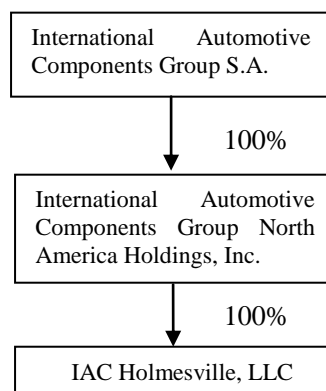 International Automotive
Components Group S.A.
100%
International Automotive
Components Group North
America Holdings, Inc.
100%
IAC Holmesville, LLC